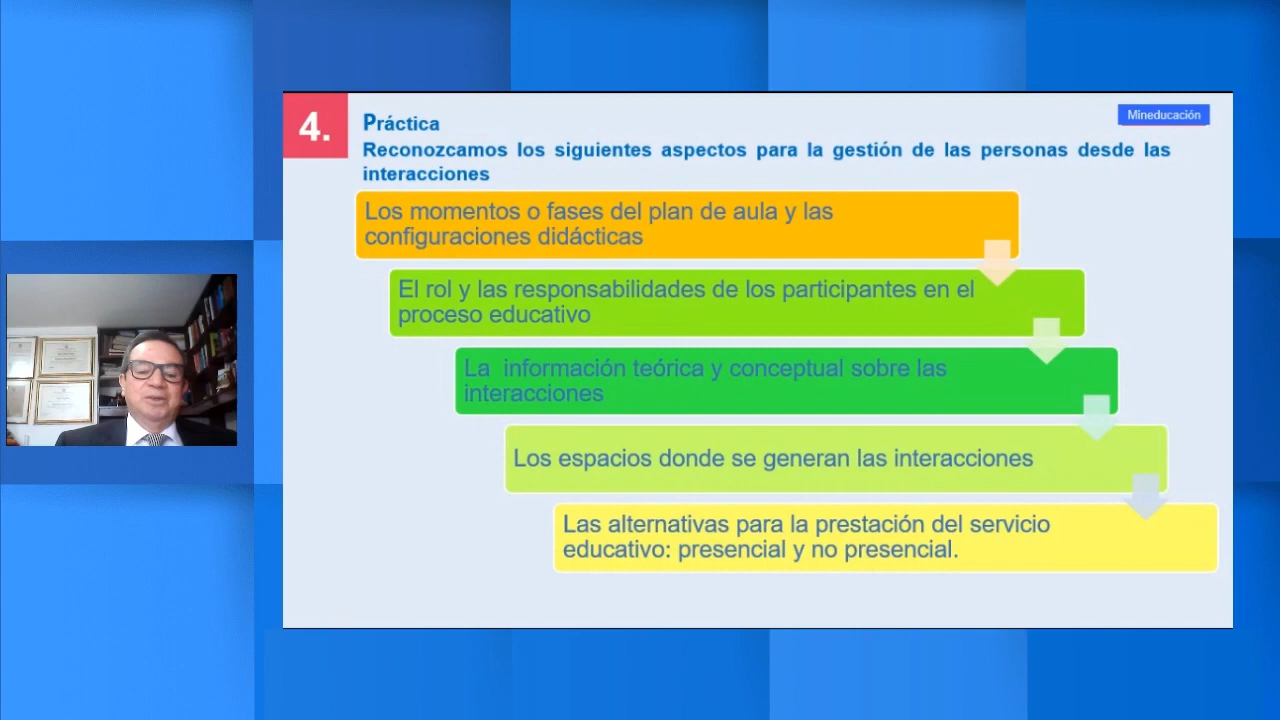 4.
Práctica
Mineducación
Reconozcamos los siguientes aspectos para la gestión de las personas desde las
interacciones
Los momentos o fases del plan de aula y las
configuraciones didácticas
El rol y las responsabilidades de los participantes en el
proceso educativo
La información teórica y conceptual sobre las
interacciones
Los espacios donde se generan las interacciones
Las alternativas para la prestación del servicio
educativo: presencial y no presencial.